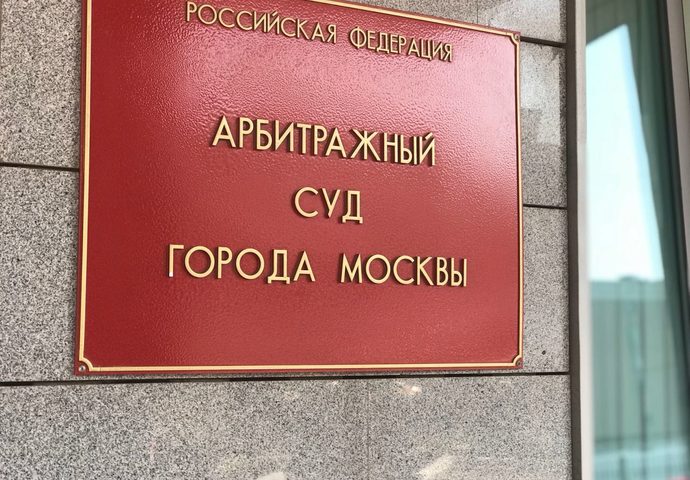 РОССИЙСКАЯ ФЕДЕРАЦИЯ
АРБИТРАЖНЫЙ
СУД
ГОРОДА МОСКВЫ